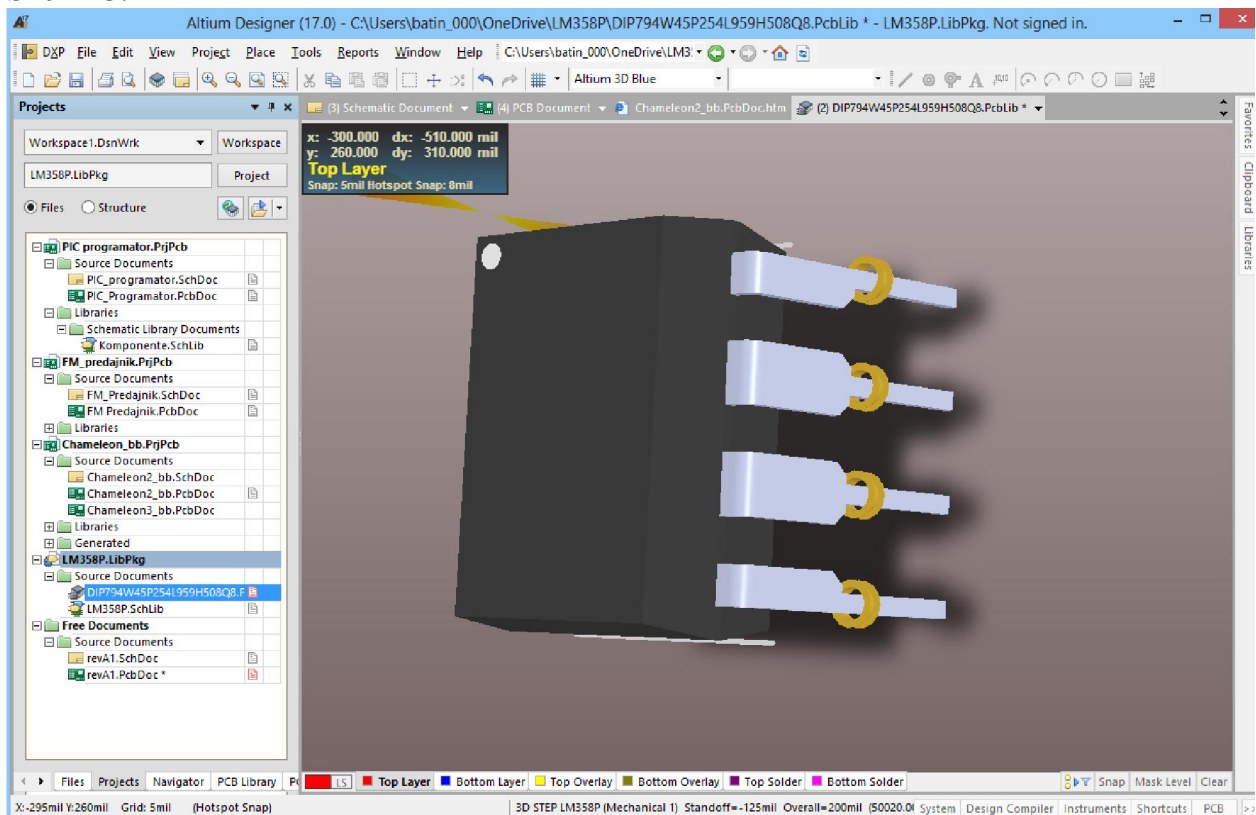 Altium Designer (17.0) - C:\Users\batin_000\OneDrive\LM358P\DIP794W45P254L959H508Q8.PcbLib * - LM358P.LibPkg. Not signed in.
DXP File Edit View Project Place Tools Reports Window Help C:\Users\batin_000\OneDrive\LM3:
Altium 3D Blue
Projects
(3) Schematic Document (4) PCB Document Chameleon2_bb.PcbDoc.htm (2) DIP794W45P254L959H508Q8.PcbLib *
Workspace1.DsnWrk Workspace
LM358P.LibPkg Project
Files Structure
x: -300.000 dx: -510.000 mil
y: 260.000 dy: 310.000 mil
Top Layer
Snap: 5mil Hotspot Snap: 8mil
PIC programator.PrjPcb
Source Documents
PIC_programator.SchDoc
PIC_Programator.PcbDoc
Libraries
Schematic Library Documents
Komponente.SchLib
FM_predajnik.PrjPcb
Source Documents
FM_Predajnik.SchDoc
FM Predajnik.PcbDoc
Libraries
Chameleon_bb.PrjPcb
Source Documents
Chameleon2_bb.SchDoc
Chameleon2_bb.PcbDoc
Chameleon3_bb.PcbDoc
Libraries
Generated
LM358P.LibPkg
Source Documents
DIP794W45P254L959H508Q8.P
LM358P.SchLib
Free Documents
Source Documents
revA1.SchDoc
revA1.PcbDoc *
Favorites
Clipboard
Libraries
Files Projects Navigator PCB Library
LS Top Layer Bottom Layer Top Overlay Bottom Overlay Top Solder Bottom Solder
Snap Mask Level Clear
X:-295mil Y:260mil Grid: 5mil (Hotspot Snap)
3D STEP LM358P (Mechanical 1) Standoff=-125mil Overall=200mil (50020.0
System Design Compiler Instruments Shortcuts PCB >>